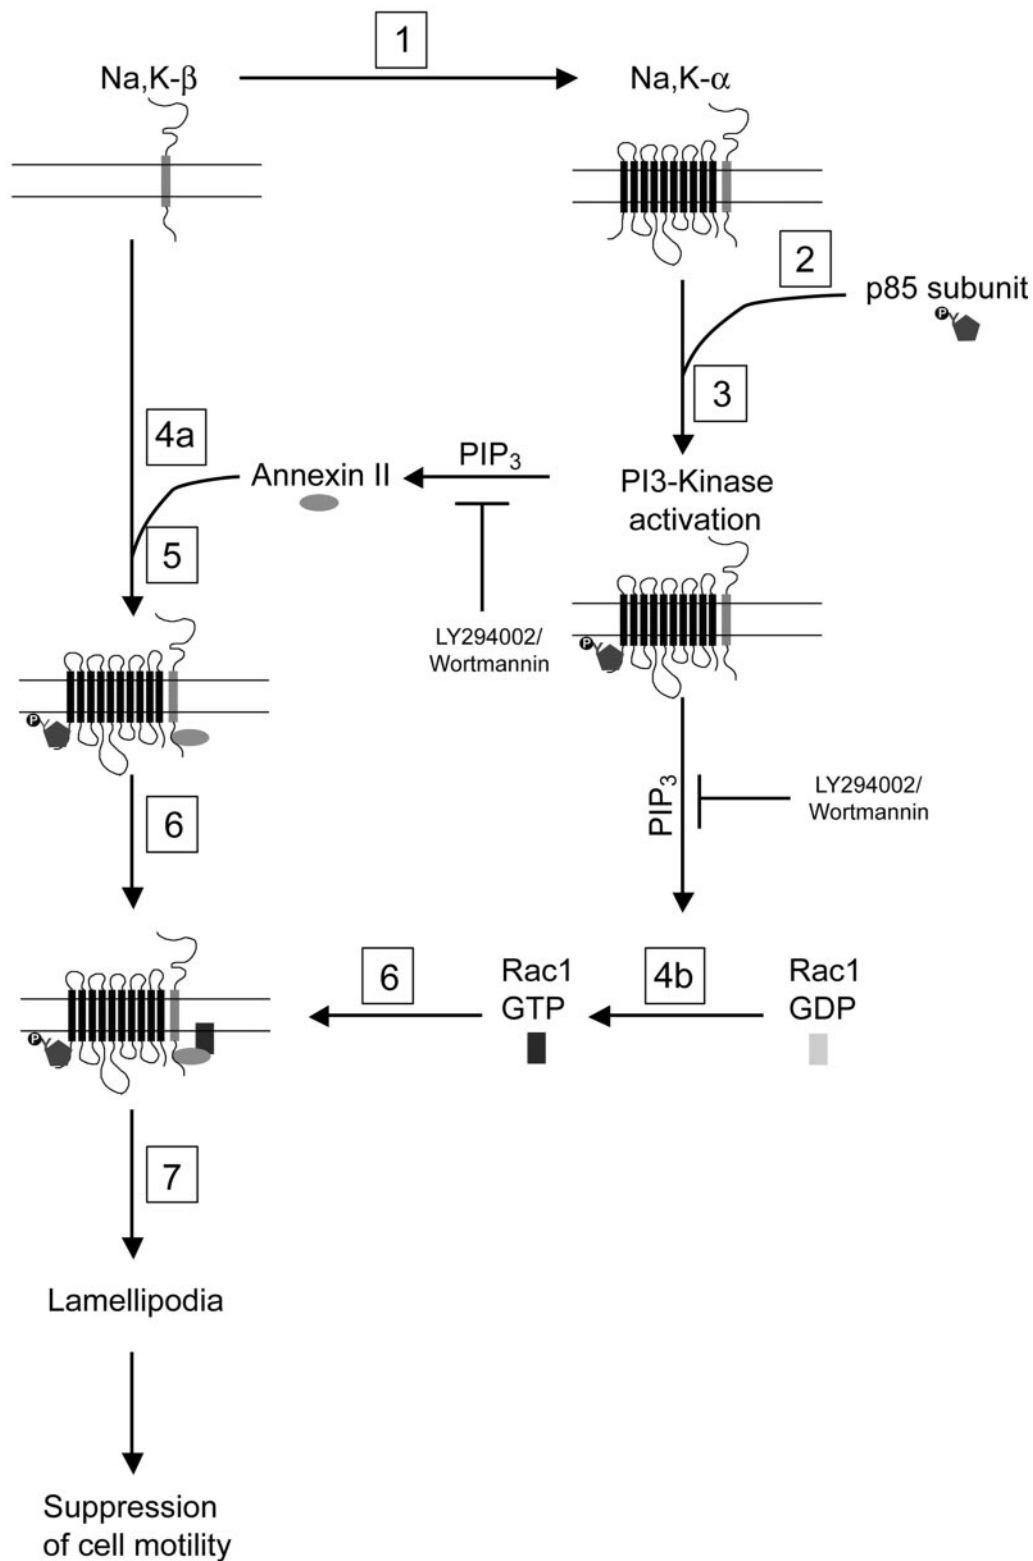 1
Na,K-β
Na,K-α
2
p85 subunit
P
3
4a
PIP₃
Annexin II
PI3-Kinase
activation
5
LY294002/
Wortmannin
P
P
6
PIP₃
LY294002/
Wortmannin
6
Rac1
GTP
4b
Rac1
GDP
P
7
Lamellipodia
Suppression
of cell motility